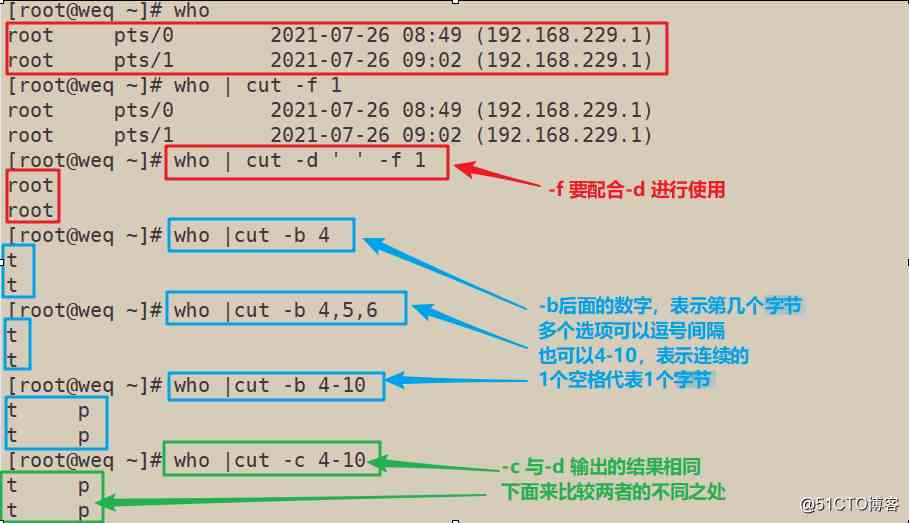 [root@weq ~]# who
root     pts/0        2021-07-26 08:49 (192.168.229.1)
root     pts/1        2021-07-26 09:02 (192.168.229.1)
[root@weq ~]# who | cut -f 1
root     pts/0        2021-07-26 08:49 (192.168.229.1)
root     pts/1        2021-07-26 09:02 (192.168.229.1)
[root@weq ~]# who | cut -d ' ' -f 1
-f 要配合-d 进行使用
root
root
[root@weq ~]# who |cut -b 4
t
t
-b后面的数字，表示第几个字节
[root@weq ~]# who |cut -b 4,5,6
多个选项可以逗号间隔
t
t
也可以4-10，表示连续的
1个空格代表1个字节
[root@weq ~]# who |cut -b 4-10
t     p
t     p
[root@weq ~]# who |cut -c 4-10
-c 与-d 输出的结果相同
下面来比较两者的不同之处
t     p
t     p
@51CTO博客